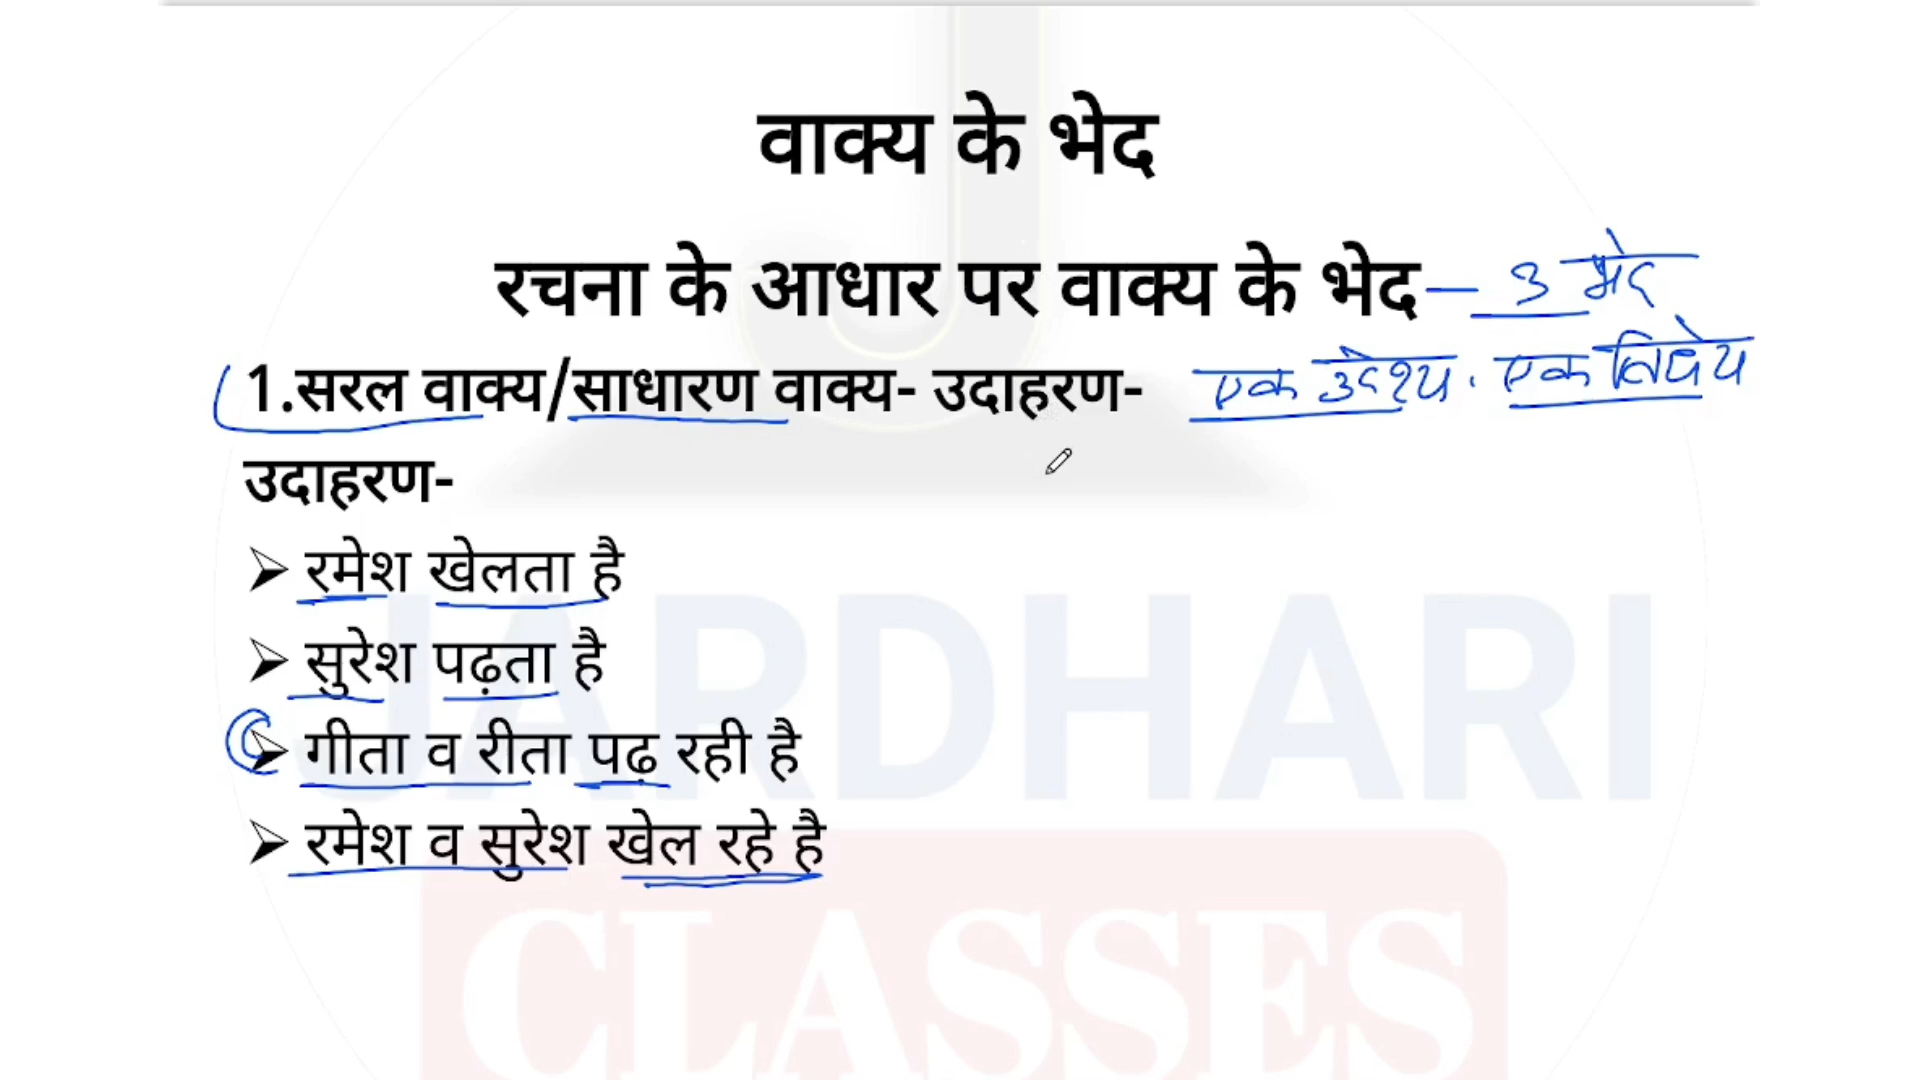 वाक्य के भेद
रचना के आधार पर वाक्य के भेद— 3 भेद
1.सरल वाक्य/साधारण वाक्य- उदाहरण- एक उदेश्य . एक विधेय
उदाहरण-
➢ रमेश खेलता है
➢ सुरेश पढ़ता है
➢ गीता व रीता पढ़ रही है
➢ रमेश व सुरेश खेल रहे है
JARDHARI
CLASSES